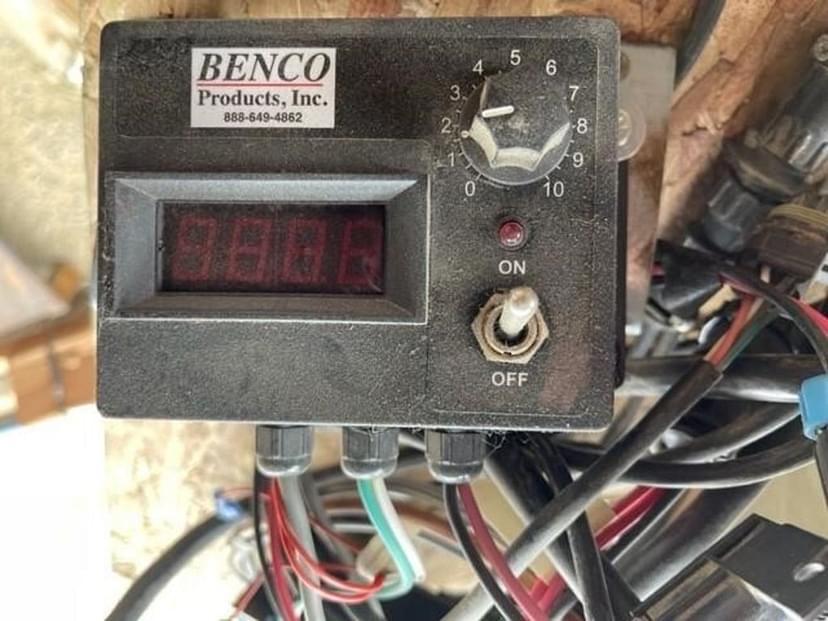 BENCO
Products, Inc.
888-649-4862
0 1 2 3 4 5 6 7 8 9 10
ON
OFF